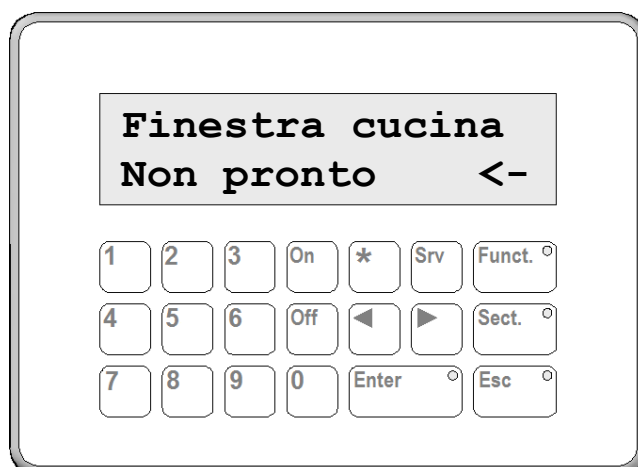 Finestra cucina
Non pronto <-
1 2 3 On * Srv Funct.
4 5 6 Off ◀ ▶ Sect.
7 8 9 0 Enter Esc